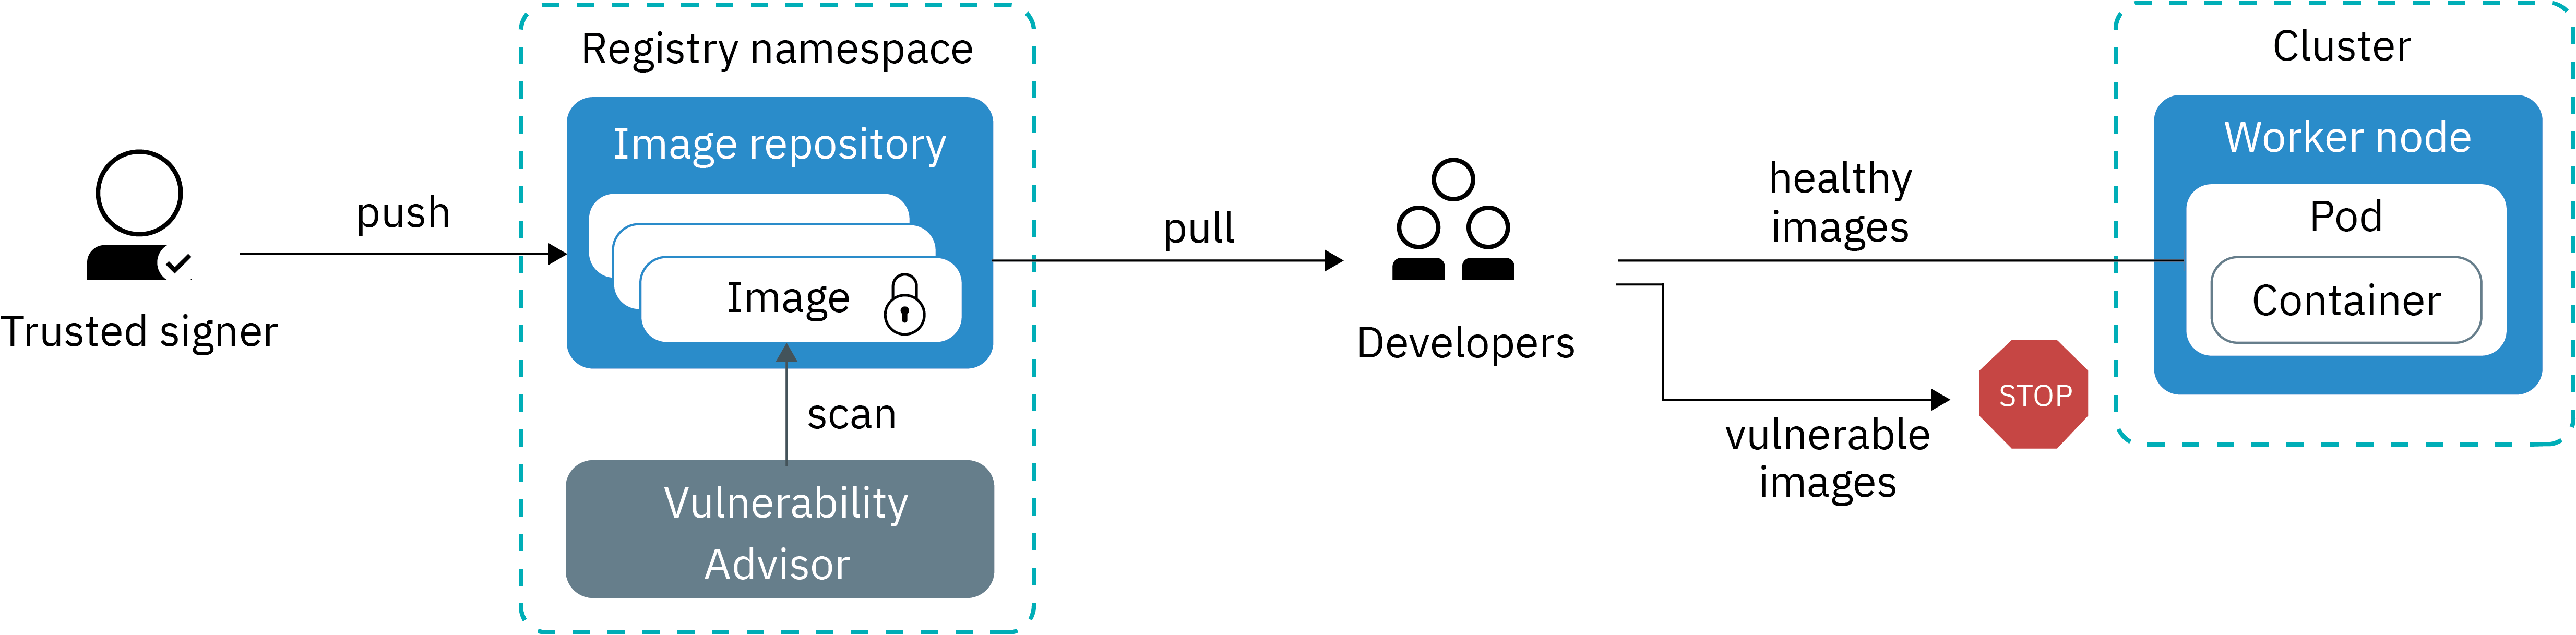 Trusted signer
push
Registry namespace
Image repository
Image
scan
Vulnerability
Advisor
pull
Developers
healthy
images
vulnerable
images
STOP
Cluster
Worker node
Pod
Container